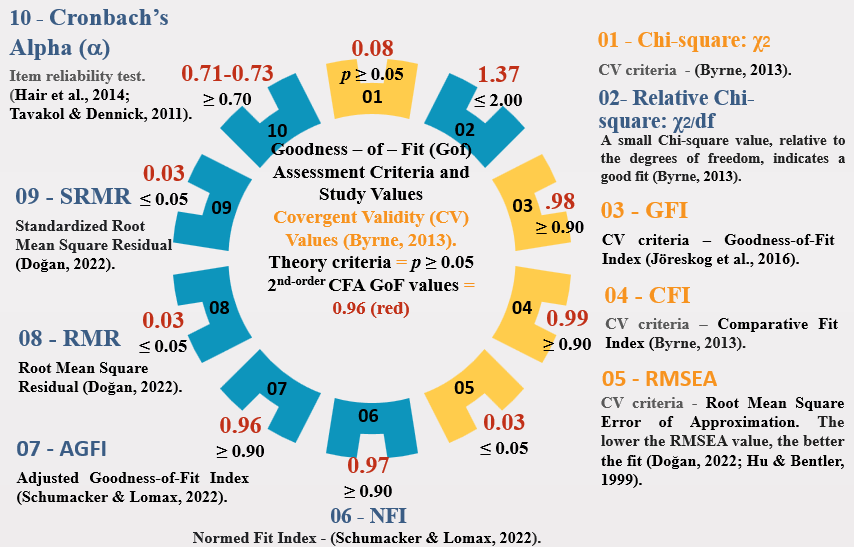 10 - Cronbach's
Alpha (α)
Item reliability test.
(Hair et al., 2014;
Tavakol & Dennick, 2011).
0.71-0.73
≥ 0.70
10
0.08
p ≥ 0.05
01
1.37
≤ 2.00
02
01 - Chi-square: χ2
CV criteria - (Byrne, 2013).
02- Relative Chi-
square: χ2/df
A small Chi-square value, relative to
the degrees of freedom, indicates a
good fit (Byrne, 2013).
Goodness – of – Fit (Gof)
Assessment Criteria and
Study Values
Covergent Validity (CV)
Values (Byrne, 2013).
Theory criteria = p ≥ 0.05
2nd-order CFA GoF values =
0.96 (red)
0.03
≤ 0.05
09
09 - SRMR
Standardized Root
Mean Square Residual
(Doğan, 2022).
03
.98
≥ 0.90
03 - GFI
CV criteria – Goodness-of-Fit
Index (Jöreskog et al., 2016).
08
0.03
≤ 0.05
08 - RMR
Root Mean Square
Residual (Doğan, 2022).
04
0.99
≥ 0.90
04 - CFI
CV criteria – Comparative Fit
Index (Byrne, 2013).
07
0.96
≥ 0.90
07 - AGFI
Adjusted Goodness-of-Fit Index
(Schumacker & Lomax, 2022).
05
0.03
≤ 0.05
05 - RMSEA
CV criteria - Root Mean Square
Error of Approximation. The
lower the RMSEA value, the better
the fit (Doğan, 2022; Hu & Bentler,
1999).
06
0.97
≥ 0.90
06 - NFI
Normed Fit Index - (Schumacker & Lomax, 2022).